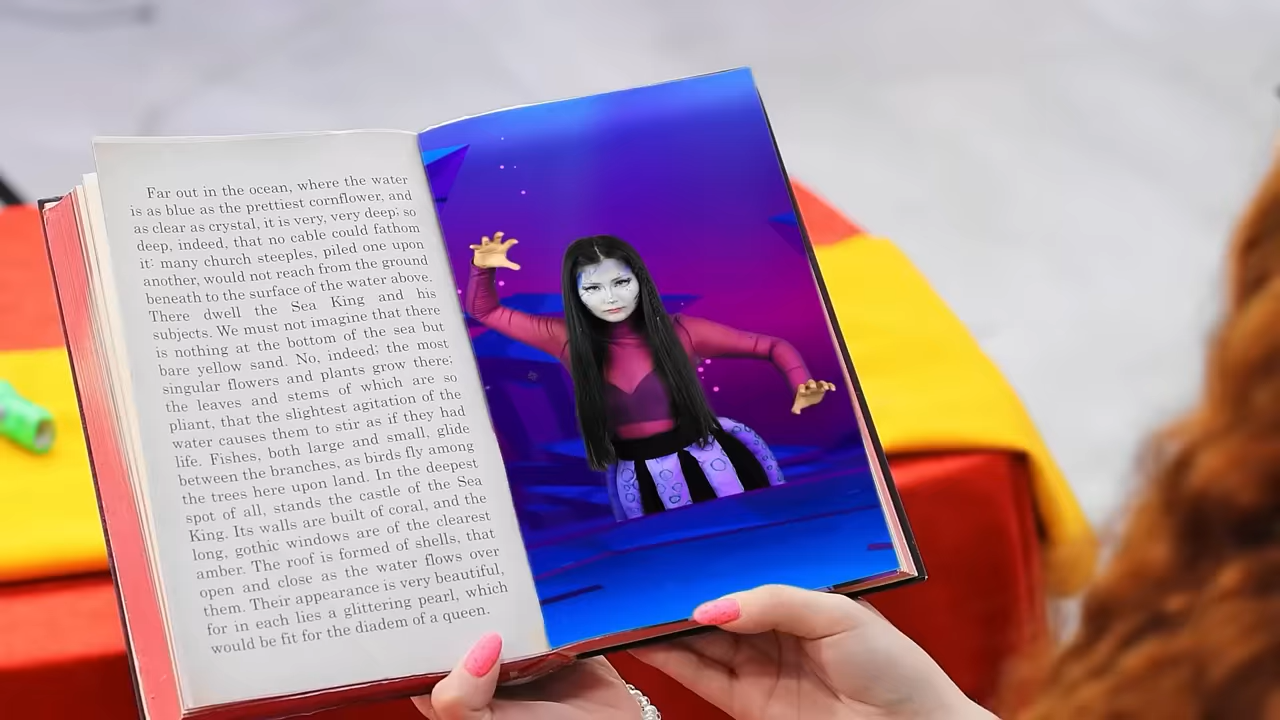 Far out in the ocean, where the water
is as blue as the prettiest cornflower, and
as clear as crystal, it is very, very deep; so
deep, indeed, that no cable could fathom
it: many church steeples, piled one upon
another, would not reach from the ground
beneath to the surface of the water above.
There dwell the Sea King and his
subjects. We must not imagine that there
is nothing at the bottom of the sea but
bare yellow sand. No, indeed; the most
singular flowers and plants grow there;
the leaves and stems of which are so
pliant, that the slightest agitation of the
water causes them to stir as if they had
life. Fishes, both large and small, glide
between the branches, as birds fly among
the trees here upon land. In the deepest
spot of all, stands the castle of the Sea
King. Its walls are built of coral, and the
long, gothic windows are of the clearest
amber. The roof is formed of shells, that
open and close as the water flows over
them. Their appearance is very beautiful,
for in each lies a glittering pearl, which
would be fit for the diadem of a queen.